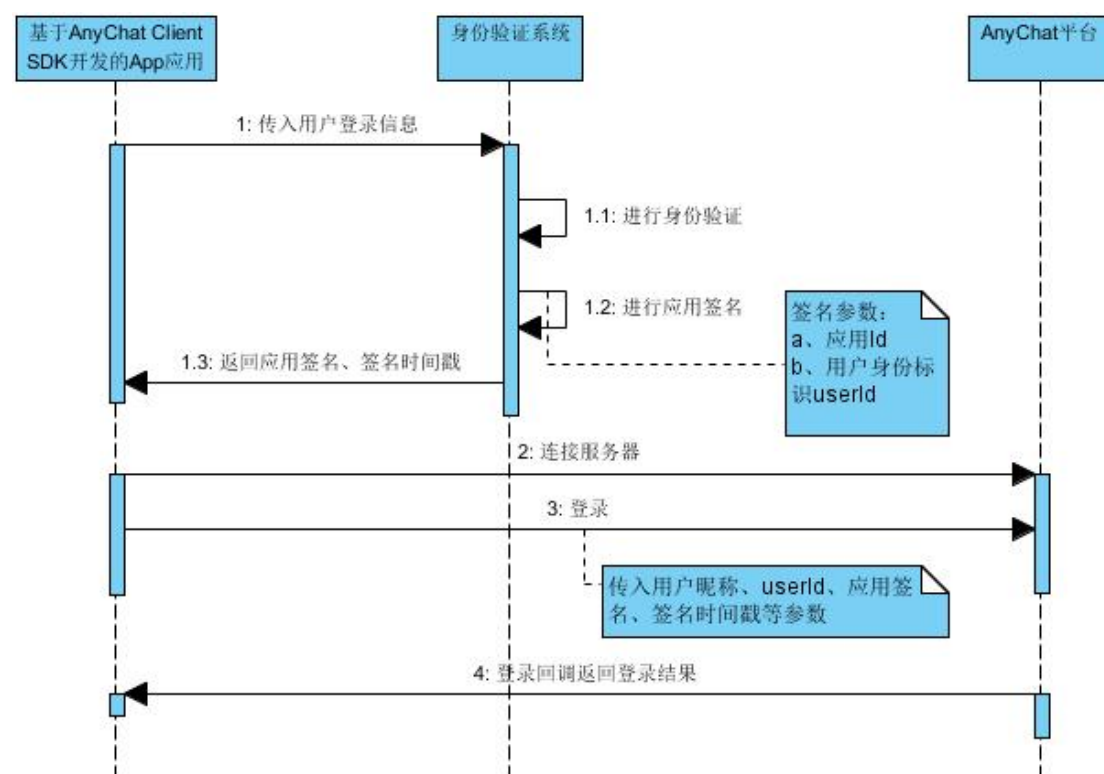 基于AnyChat Client
SDK开发的App应用
身份验证系统
AnyChat平台
1: 传入用户登录信息
1.1: 进行身份验证
1.2: 进行应用签名
签名参数：
a、应用Id
b、用户身份标
识userId
1.3: 返回应用签名、签名时间戳
2: 连接服务器
3: 登录
传入用户昵称、userId、应用签
名、签名时间戳等参数
4: 登录回调返回登录结果